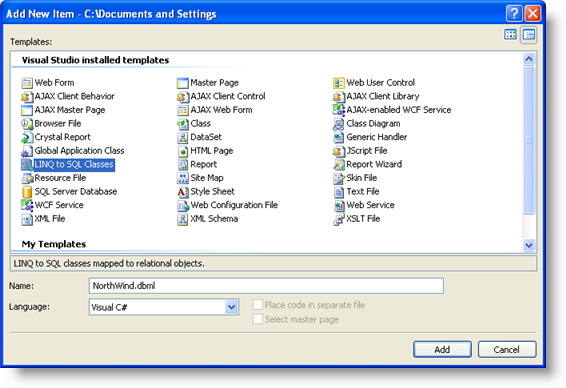 Add New Item - C:\Documents and Settings
Templates:
Visual Studio installed templates
Web Form Master Page Web User Control
AJAX Client Behavior AJAX Client Control AJAX Client Library
AJAX Master Page AJAX Web Form AJAX-enabled WCF Service
Browser File Class Class Diagram
Crystal Report DataSet Generic Handler
Global Application Class HTML Page JScript File
LINQ to SQL Classes Report Report Wizard
Resource File Site Map Skin File
SQL Server Database Style Sheet Text File
WCF Service Web Configuration File Web Service
XML File XML Schema XSLT File
My Templates
LINQ to SQL classes mapped to relational objects.
Name: NorthWind.dbml
Language: Visual C# Place code in separate file
Select master page
Add Cancel